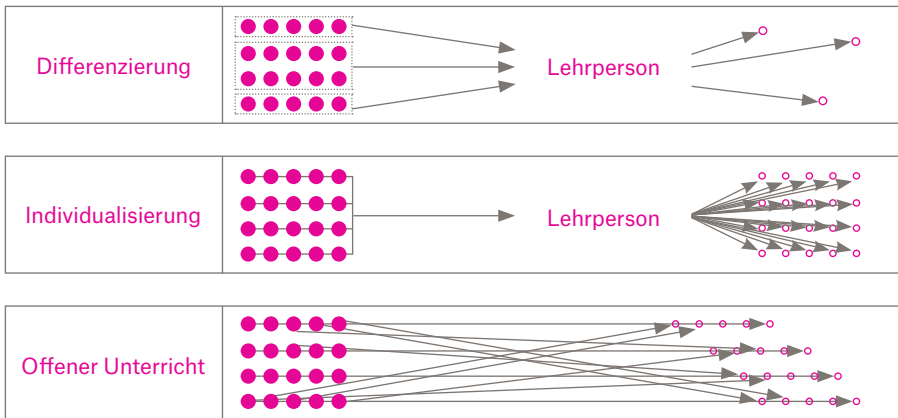 Differenzierung
Lehrperson
Individualisierung
Lehrperson
Offener Unterricht